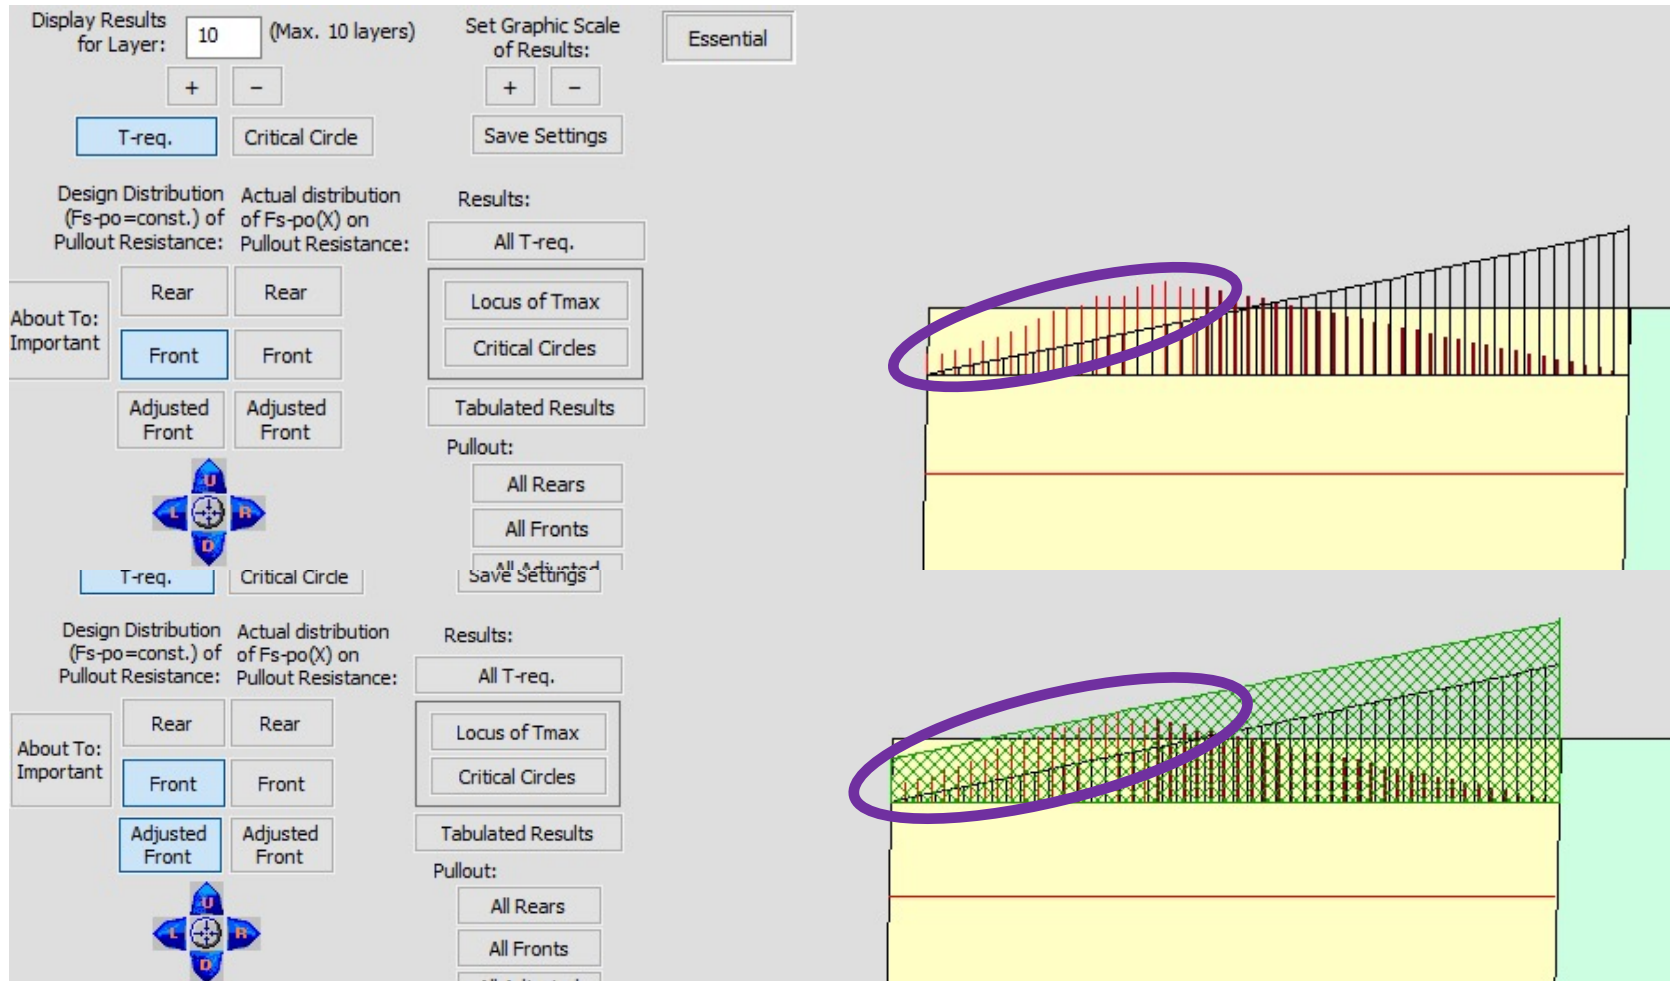 Display Results
for Layer:
10
(Max. 10 layers)
Set Graphic Scale
of Results:
Essential
+
−
+
−
T-req.
Critical Circle
Save Settings
Design Distribution
(Fs-po=const.) of
Pullout Resistance:
Actual distribution
of Fs-po(X) on
Pullout Resistance:
Results:
All T-req.
About To:
Important
Rear
Rear
Front
Front
Adjusted
Front
Adjusted
Front
Locus of Tmax
Critical Circles
Tabulated Results
Pullout:
All Rears
All Fronts
All Adjusted
U
L
R
D
T-req.
Critical Circle
Save Settings
Design Distribution
(Fs-po=const.) of
Pullout Resistance:
Actual distribution
of Fs-po(X) on
Pullout Resistance:
Results:
All T-req.
About To:
Important
Rear
Rear
Front
Front
Adjusted
Front
Adjusted
Front
Locus of Tmax
Critical Circles
Tabulated Results
Pullout:
All Rears
All Fronts
U
L
R
D